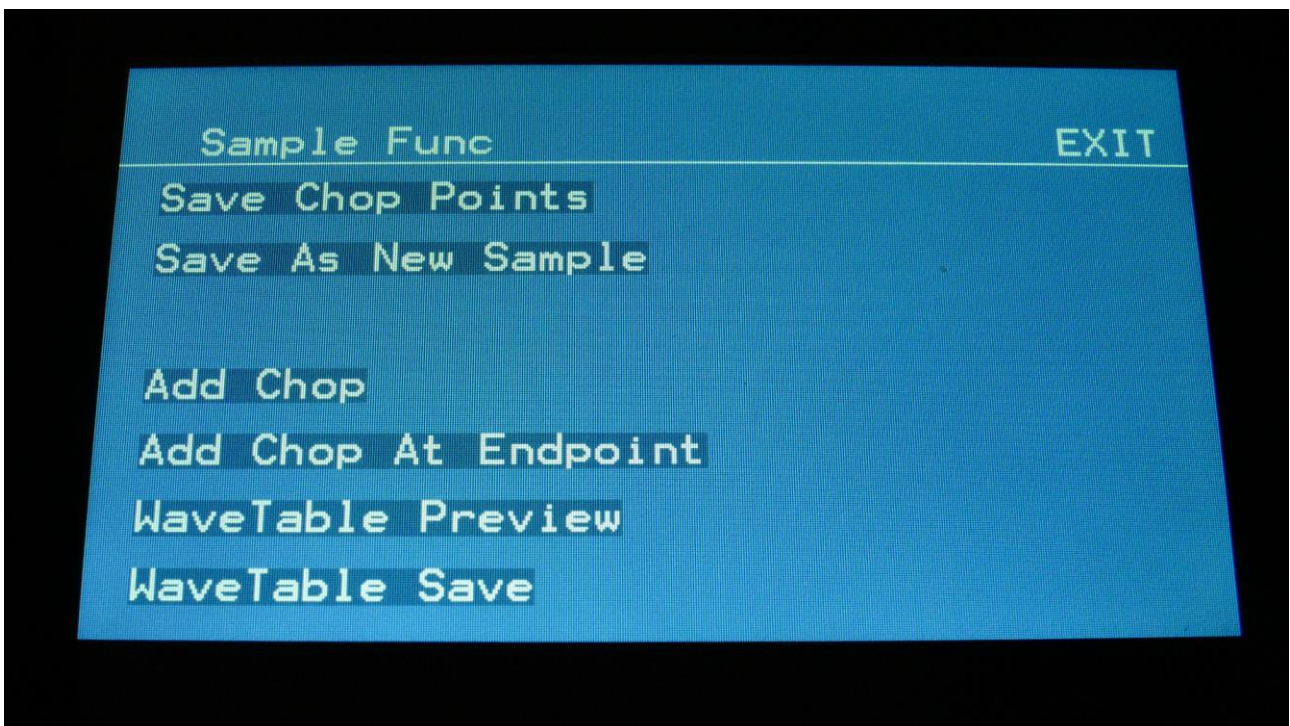 Sample Func EXIT
Save Chop Points
Save As New Sample
Add Chop
Add Chop At Endpoint
WaveTable Preview
WaveTable Save